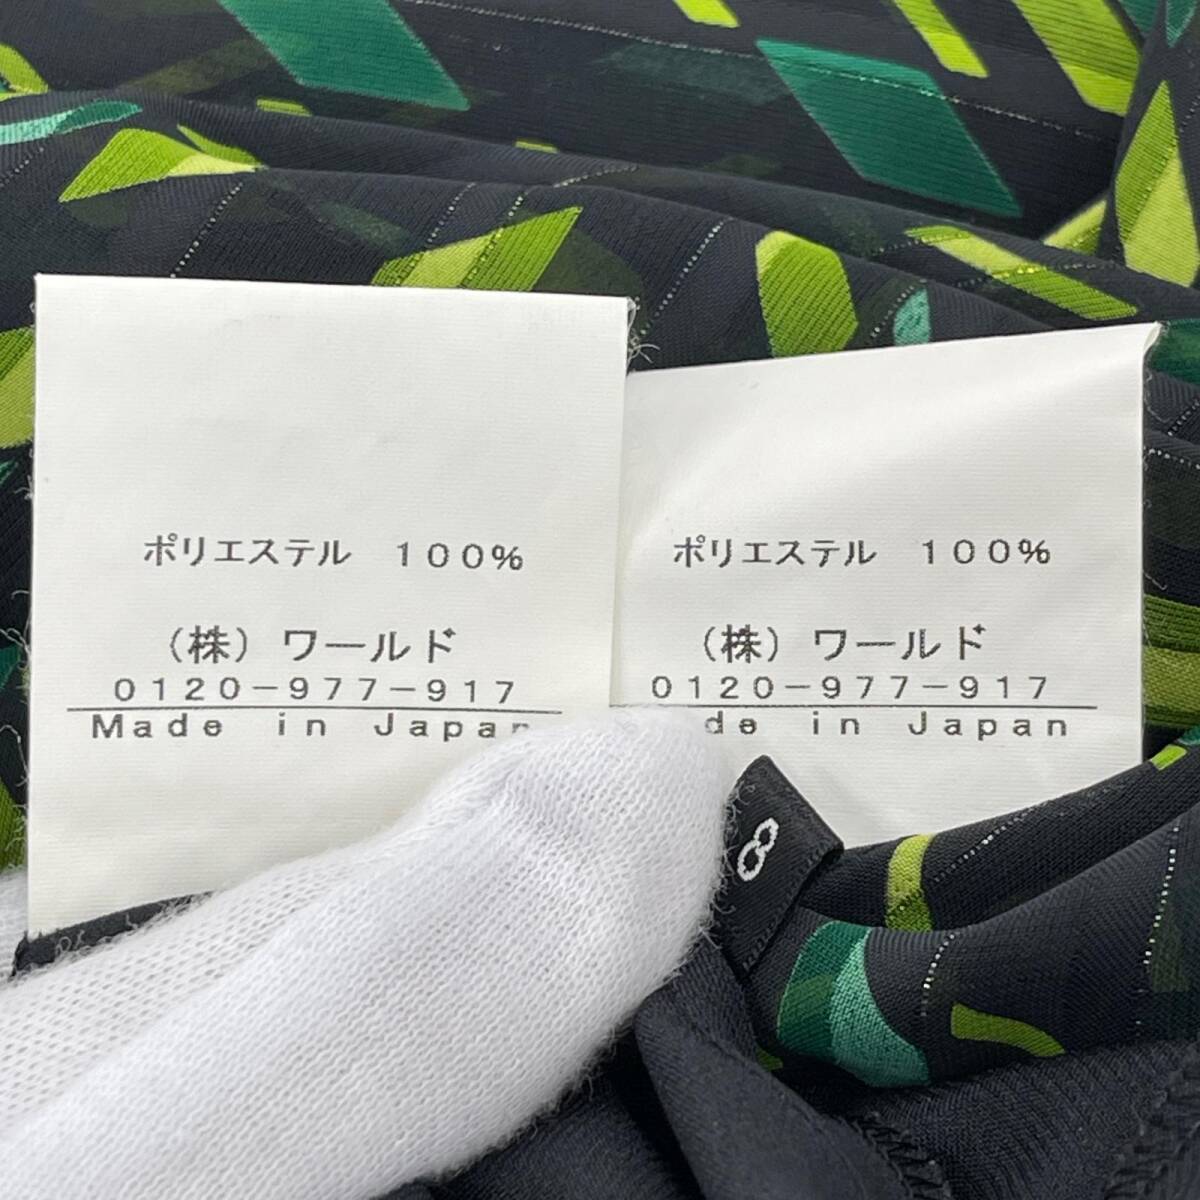 ポリエステル 100%
(株)ワールド
0120-977-917
Made in Japan
ポリエステル 100%
(株)ワールド
0120-977-917
de in Japan
8